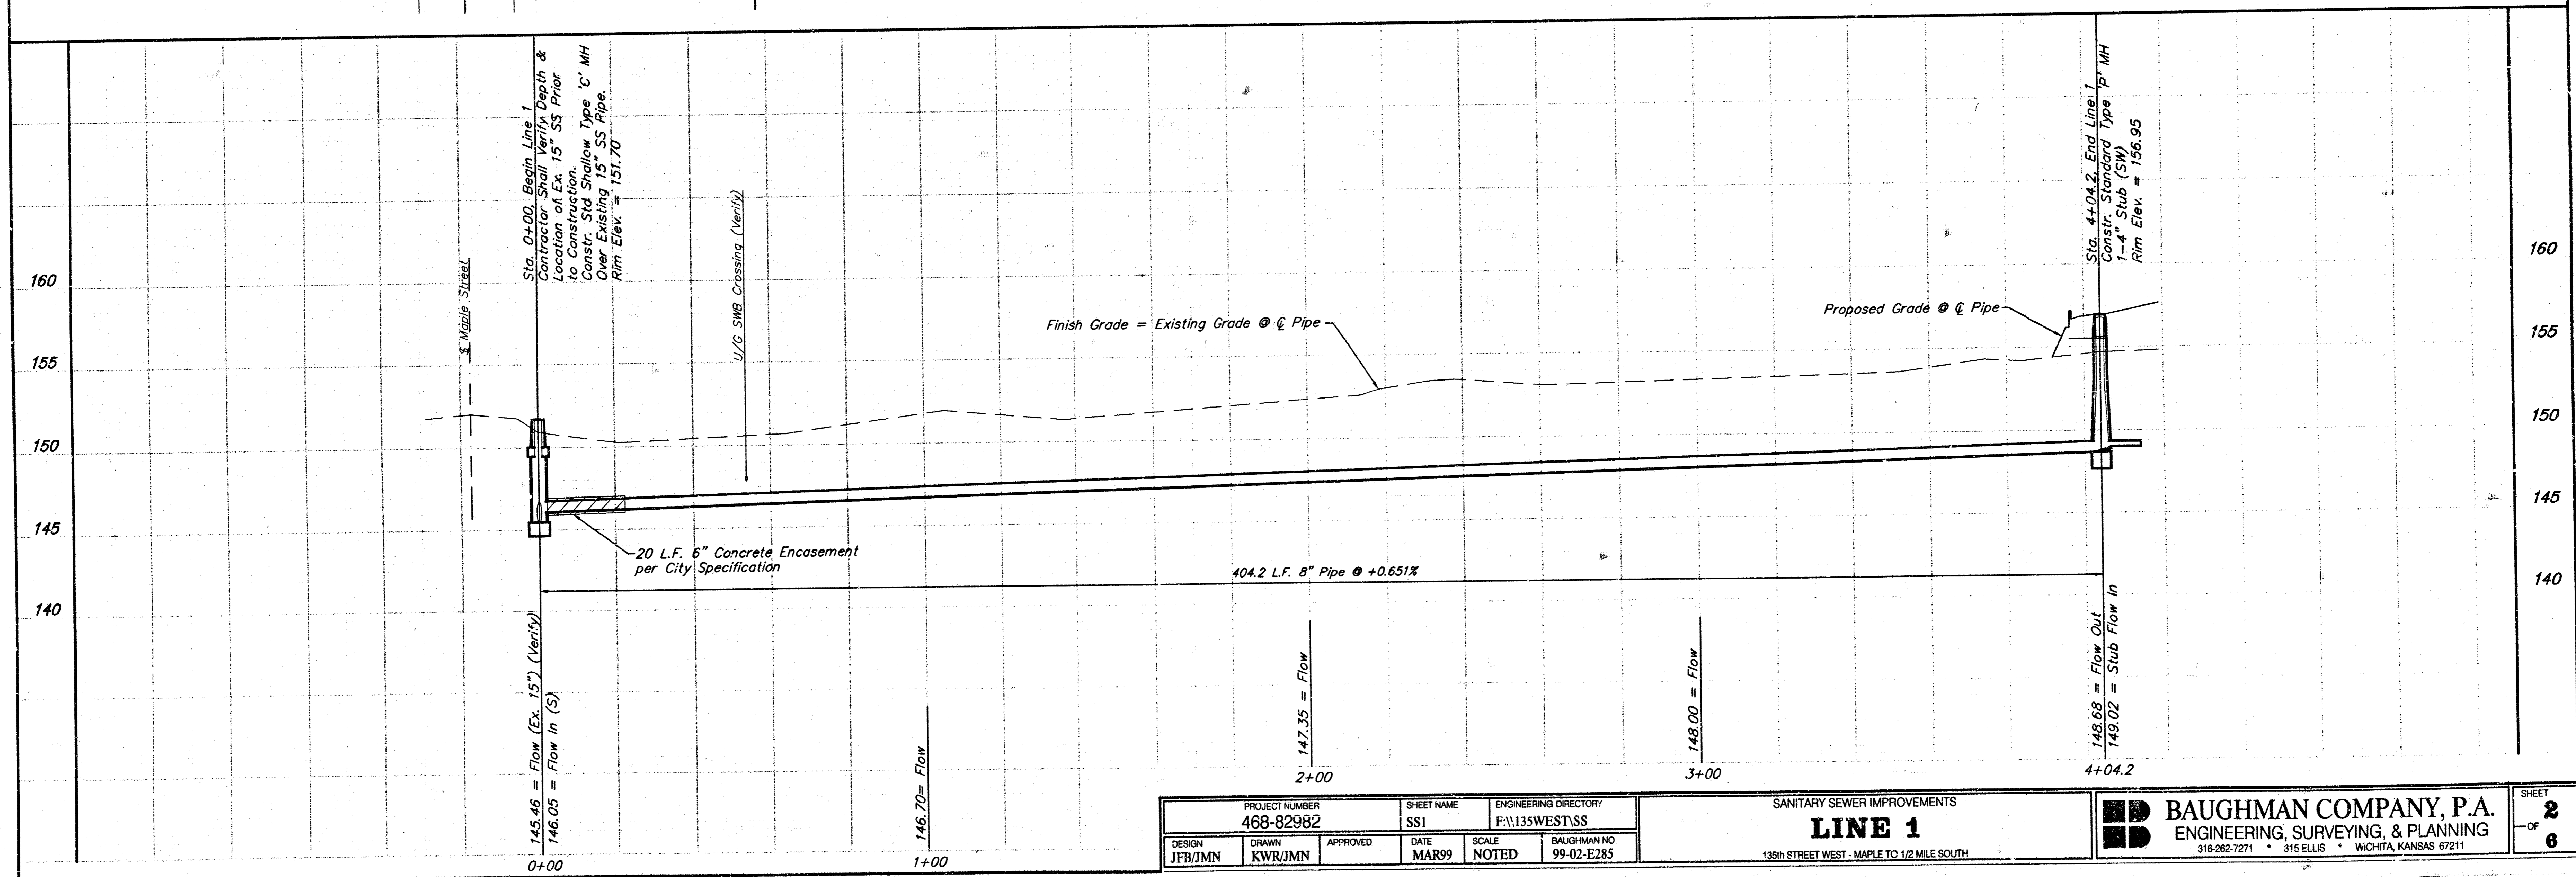 Sta. 0+00, Begin Line 1
Contractor Shall Verify Depth &
Location of Ex. 15" SS Prior
to Construction.
Constr. Std Shallow Type 'C' MH
Over Existing 15" SS Pipe.
Rim Elev. = 151.70
℄ Maple Street
U/G SWB Crossing (Verify)
Finish Grade = Existing Grade @ ℄ Pipe
Proposed Grade @ ℄ Pipe
Sta. 4+04.2, End Line 1
Constr. Standard Type 'P' MH
1-4" Stub (SW)
Rim Elev. = 156.95
160
155
150
145
140
160
155
150
145
140
20 L.F. 6" Concrete Encasement
per City Specification
404.2 L.F. 8" Pipe @ +0.651%
145.46 = Flow (Ex. 15") (Verify)
146.05 = Flow In (S)
146.70= Flow
147.35 = Flow
148.00 = Flow
148.68 = Flow Out
149.02 = Stub Flow In
0+00
1+00
2+00
3+00
4+04.2
PROJECT NUMBER
468-82982
SHEET NAME
SS1
ENGINEERING DIRECTORY
F:\\135WEST\SS
DESIGN
JFB/JMN
DRAWN
KWR/JMN
APPROVED
DATE
MAR99
SCALE
NOTED
BAUGHMAN NO
99-02-E285
SANITARY SEWER IMPROVEMENTS
LINE 1
135th STREET WEST - MAPLE TO 1/2 MILE SOUTH
BAUGHMAN COMPANY, P.A.
ENGINEERING, SURVEYING, & PLANNING
316-262-7271 * 315 ELLIS * WICHITA, KANSAS 67211
SHEET
2
OF
6